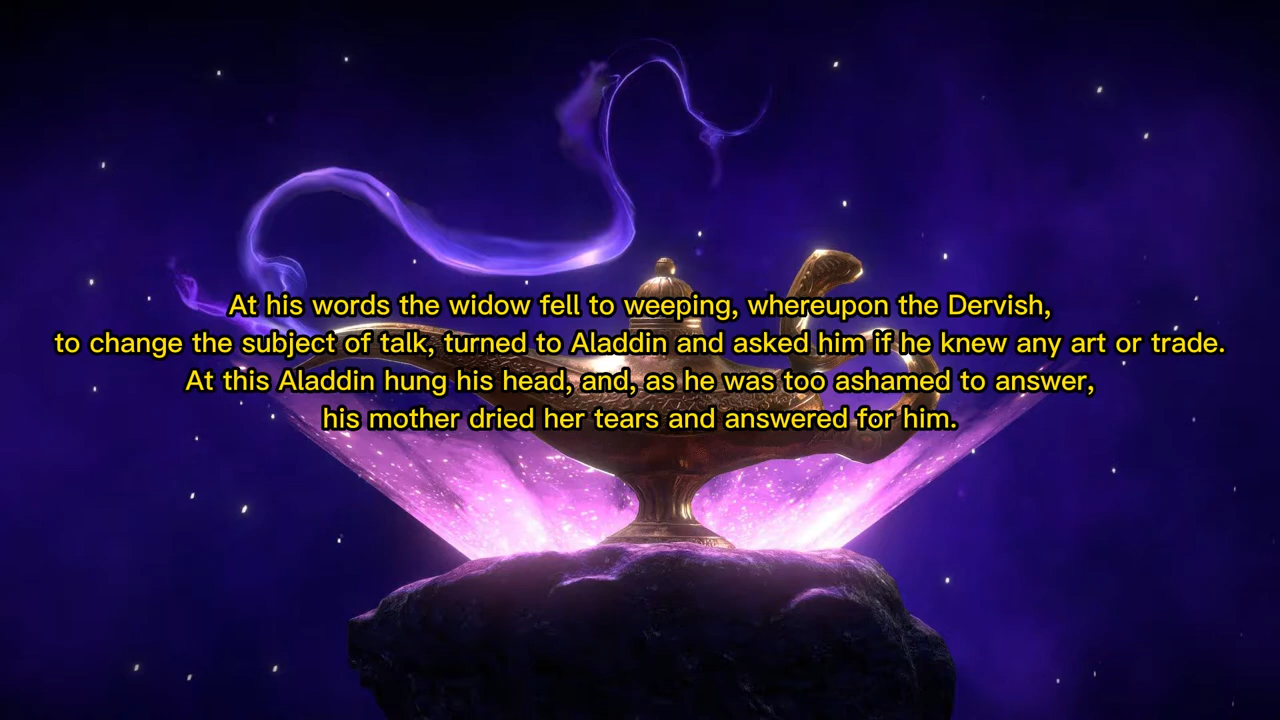 At his words the widow fell to weeping, whereupon the Dervish,
to change the subject of talk, turned to Aladdin and asked him if he knew any art or trade.
At this Aladdin hung his head, and, as he was too ashamed to answer,
his mother dried her tears and answered for him.